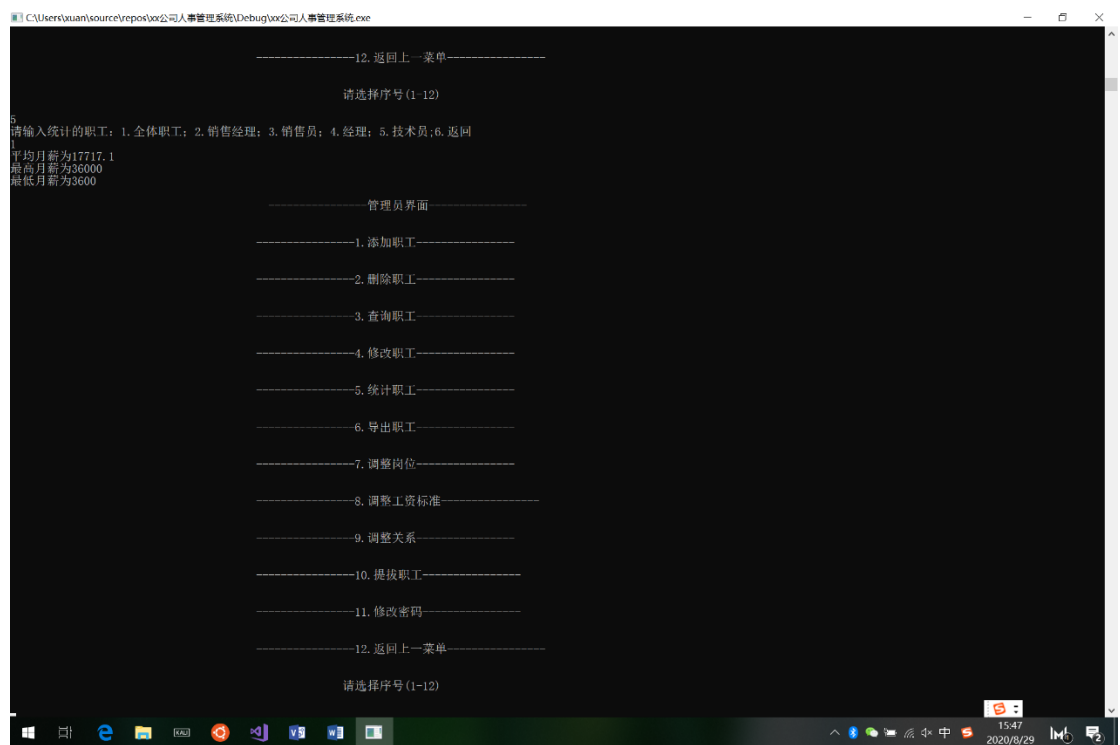 C:\Users\xuan\source\repos\xx公司人事管理系统\Debug\xx公司人事管理系统.exe
----------------12.返回上一菜单----------------
请选择序号(1-12)
5
请输入统计的职工：1.全体职工；2.销售经理；3.销售员；4.经理；5.技术员;6.返回
1
平均月薪为17717.1
最高月薪为36000
最低月薪为3600
----------------管理员界面----------------
----------------1.添加职工----------------
----------------2.删除职工----------------
----------------3.查询职工----------------
----------------4.修改职工----------------
----------------5.统计职工----------------
----------------6.导出职工----------------
----------------7.调整岗位----------------
----------------8.调整工资标准----------------
----------------9.调整关系----------------
----------------10.提拔职工----------------
----------------11.修改密码----------------
----------------12.返回上一菜单----------------
请选择序号(1-12)
KALI
中
15:47
2020/8/29
2